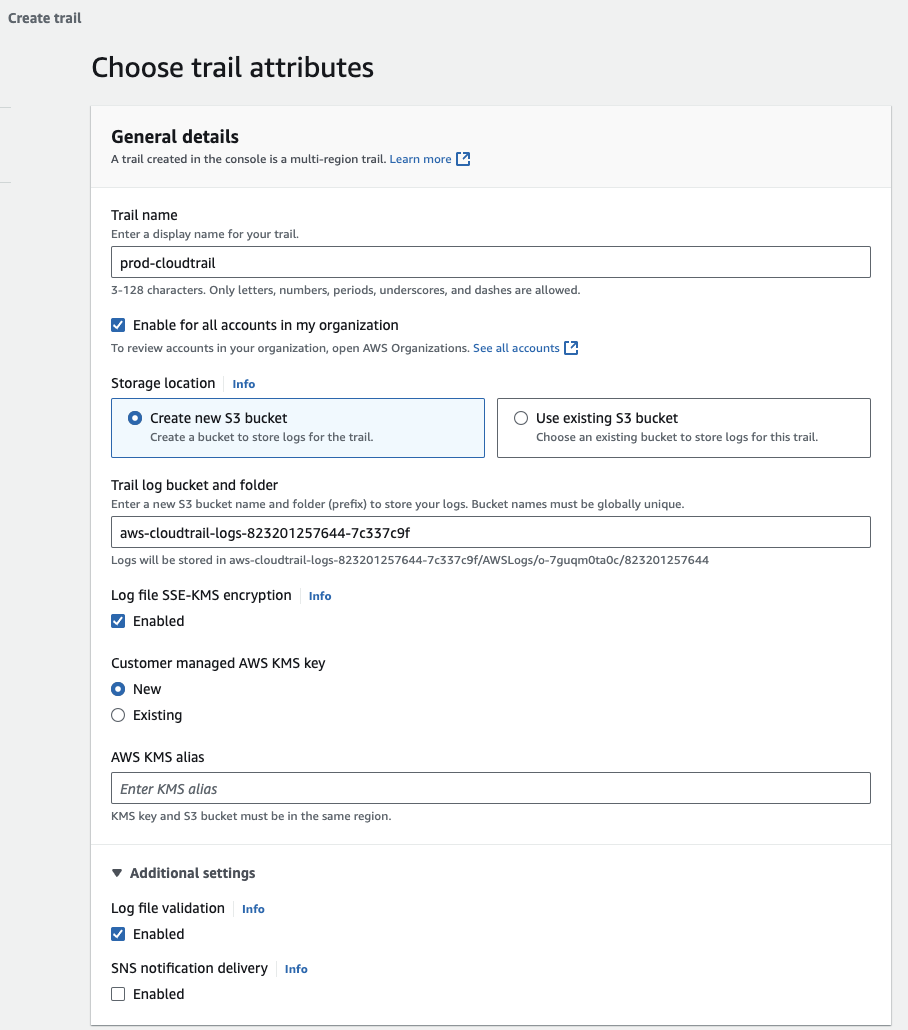 Create trail
Choose trail attributes
General details
A trail created in the console is a multi-region trail. Learn more
Trail name
Enter a display name for your trail.
prod-cloudtrail
3-128 characters. Only letters, numbers, periods, underscores, and dashes are allowed.
Enable for all accounts in my organization
To review accounts in your organization, open AWS Organizations. See all accounts
Storage location Info
Create new S3 bucket
Create a bucket to store logs for the trail.
Use existing S3 bucket
Choose an existing bucket to store logs for this trail.
Trail log bucket and folder
Enter a new S3 bucket name and folder (prefix) to store your logs. Bucket names must be globally unique.
aws-cloudtrail-logs-823201257644-7c337c9f
Logs will be stored in aws-cloudtrail-logs-823201257644-7c337c9f/AWSLogs/o-7guqm0ta0c/823201257644
Log file SSE-KMS encryption Info
Enabled
Customer managed AWS KMS key
New
Existing
AWS KMS alias
Enter KMS alias
KMS key and S3 bucket must be in the same region.
Additional settings
Log file validation Info
Enabled
SNS notification delivery Info
Enabled